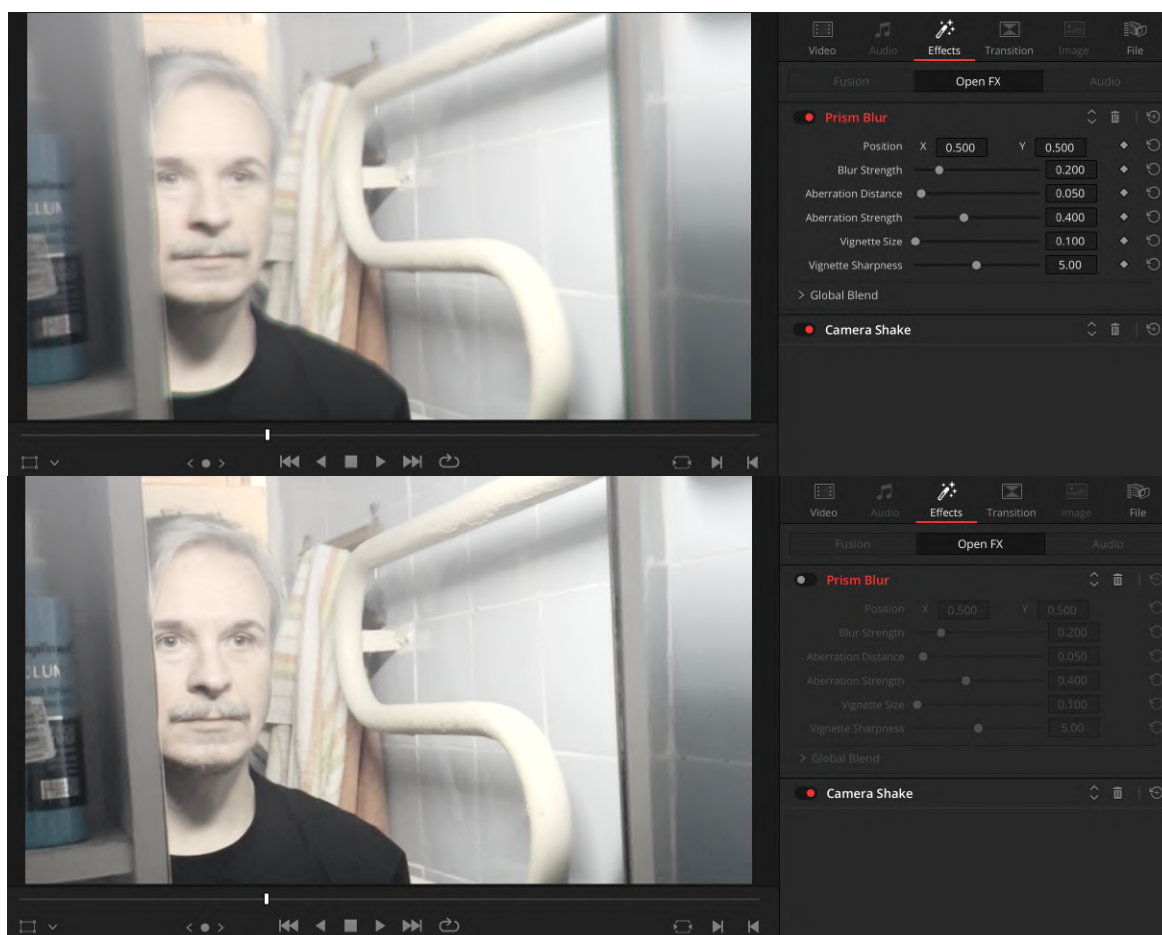 Video Audio Effects Transition Image File
Fusion Open FX Audio
Prism Blur
Position X 0.500 Y 0.500
Blur Strength 0.200
Aberration Distance 0.050
Aberration Strength 0.400
Vignette Size 0.100
Vignette Sharpness 5.00
> Global Blend
Camera Shake
Video Audio Effects Transition Image File
Fusion Open FX Audio
Prism Blur
Position X 0.500 Y 0.500
Blur Strength 0.200
Aberration Distance 0.050
Aberration Strength 0.400
Vignette Size 0.100
Vignette Sharpness 5.00
> Global Blend
Camera Shake